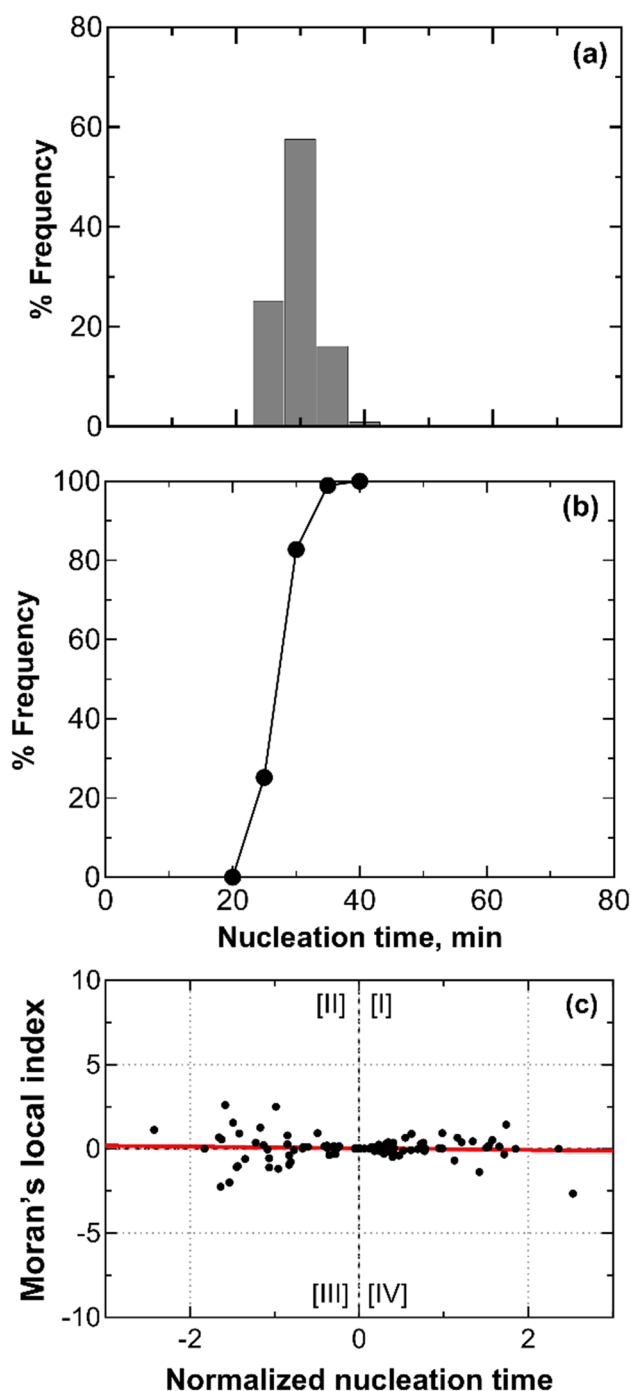 80
(a)
60
% Frequency
40
20
0
100
(b)
80
60
% Frequency
40
20
0
0 20 40 60 80
Nucleation time, min
10
[II] [I] (c)
5
Moran's local index
0
-5
[III] [IV]
-10
-2 0 2
Normalized nucleation time